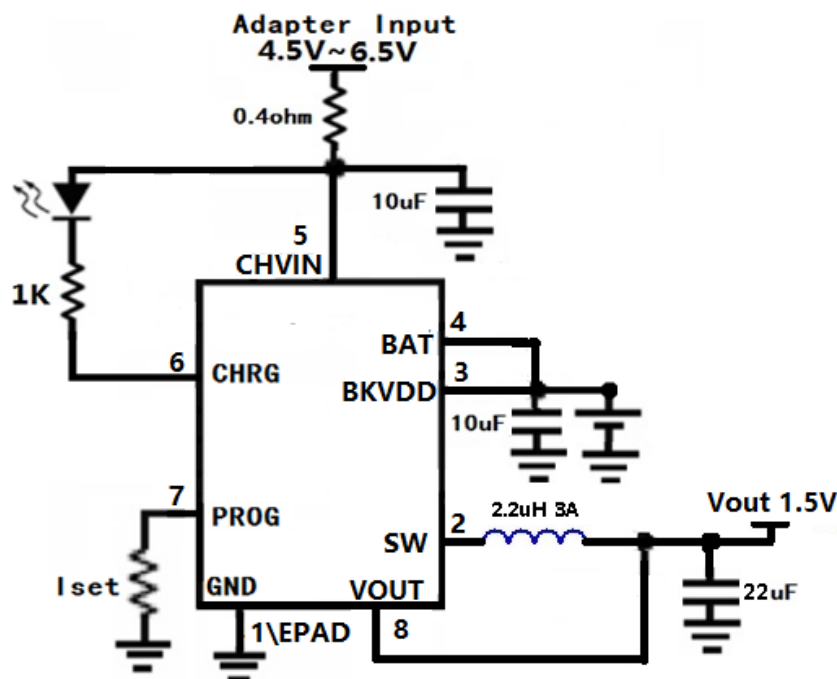 Adapter Input
4.5V~6.5V
0.4ohm
10uF
5
CHVIN
1K
4
BAT
6
CHRG
3
BKVDD
10uF
7
PROG
2.2uH 3A
Vout 1.5V
2
SW
Iset
GND
VOUT
22uF
1\EPAD
8